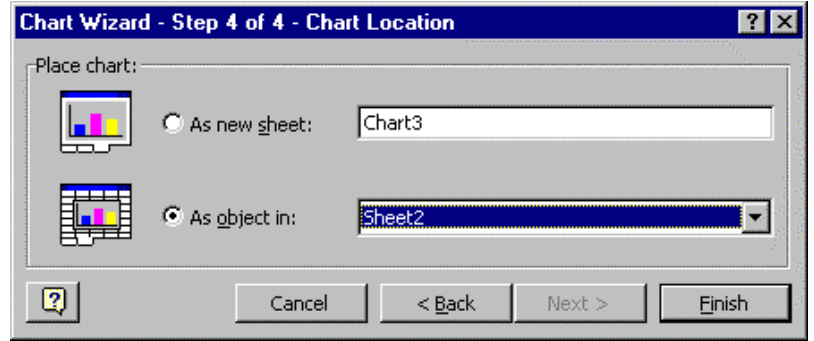 Chart Wizard - Step 4 of 4 - Chart Location ? ×
Place chart:
As new sheet: Chart3
As object in: Sheet2
? Cancel < Back Next > Finish